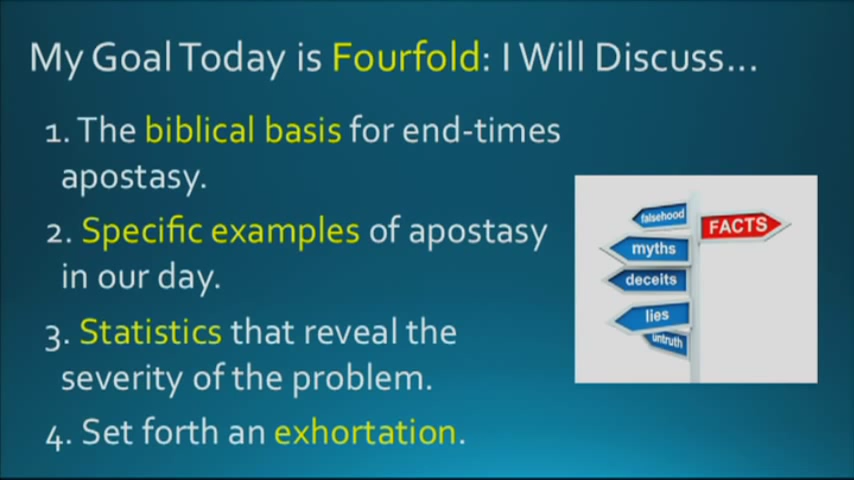 My Goal Today is Fourfold: I Will Discuss...
1. The biblical basis for end-times
apostasy.
2. Specific examples of apostasy
in our day.
3. Statistics that reveal the
severity of the problem.
4. Set forth an exhortation.
falsehood
FACTS
myths
deceits
lies
untruth